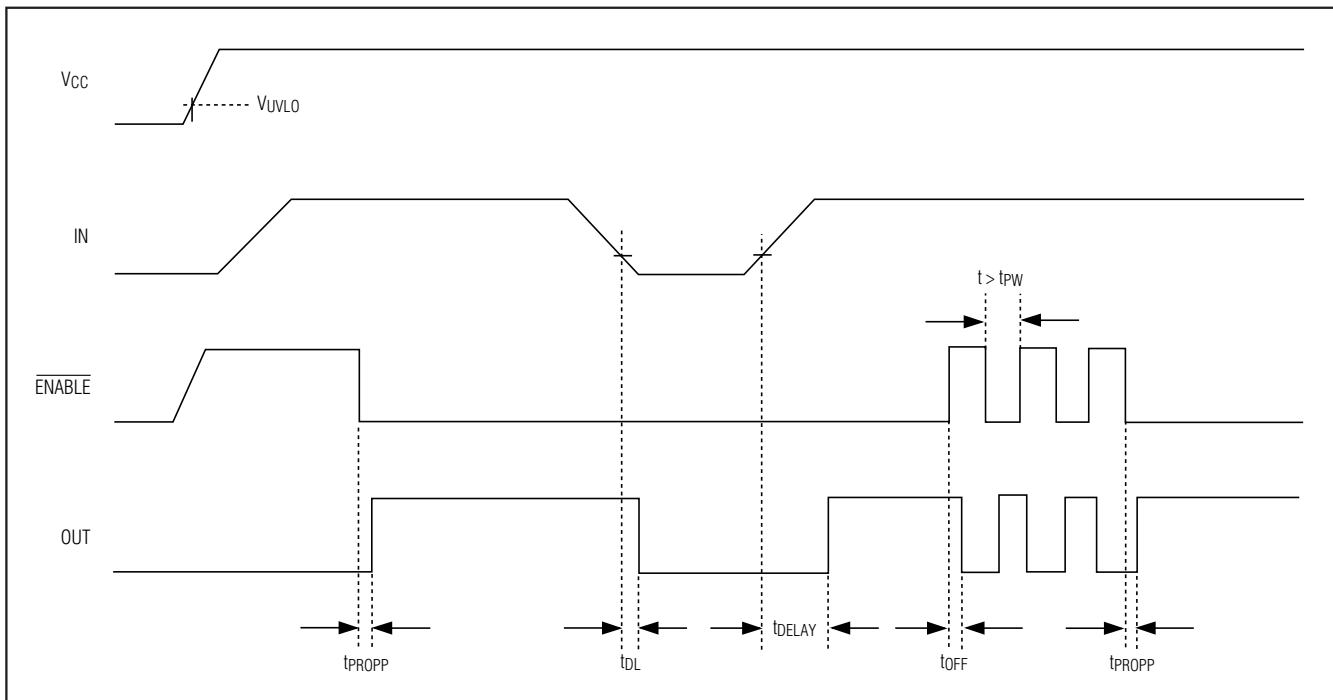 VCC
VUVLO
IN
t > tPW
ENABLE
OUT
tPROPP
tDL
tDELAY
tOFF
tPROPP